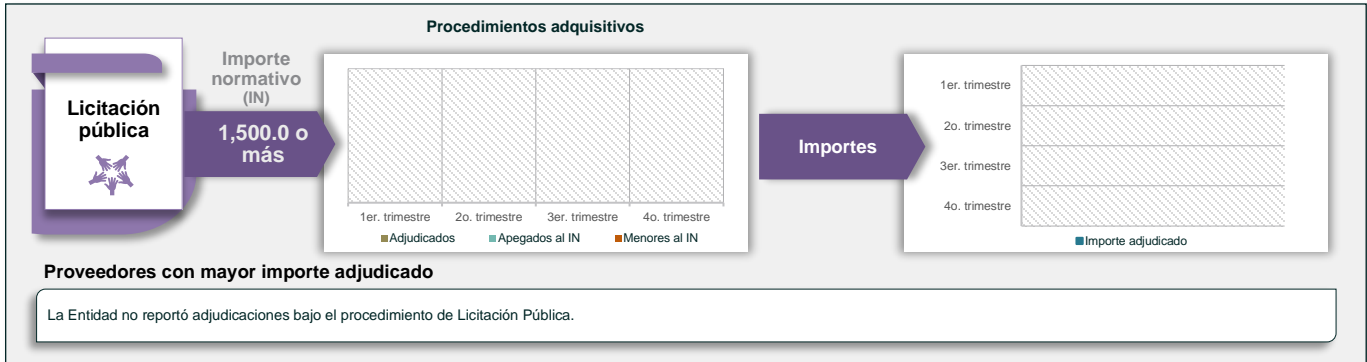 Procedimientos adquisitivos
Licitación
pública
Importe
normativo
(IN)
1,500.0 o
más
1er. trimestre
2o. trimestre
3er. trimestre
4o. trimestre
Adjudicados
Apegados al IN
Menores al IN
Importes
1er. trimestre
2o. trimestre
3er. trimestre
4o. trimestre
Importe adjudicado
Proveedores con mayor importe adjudicado
La Entidad no reportó adjudicaciones bajo el procedimiento de Licitación Pública.